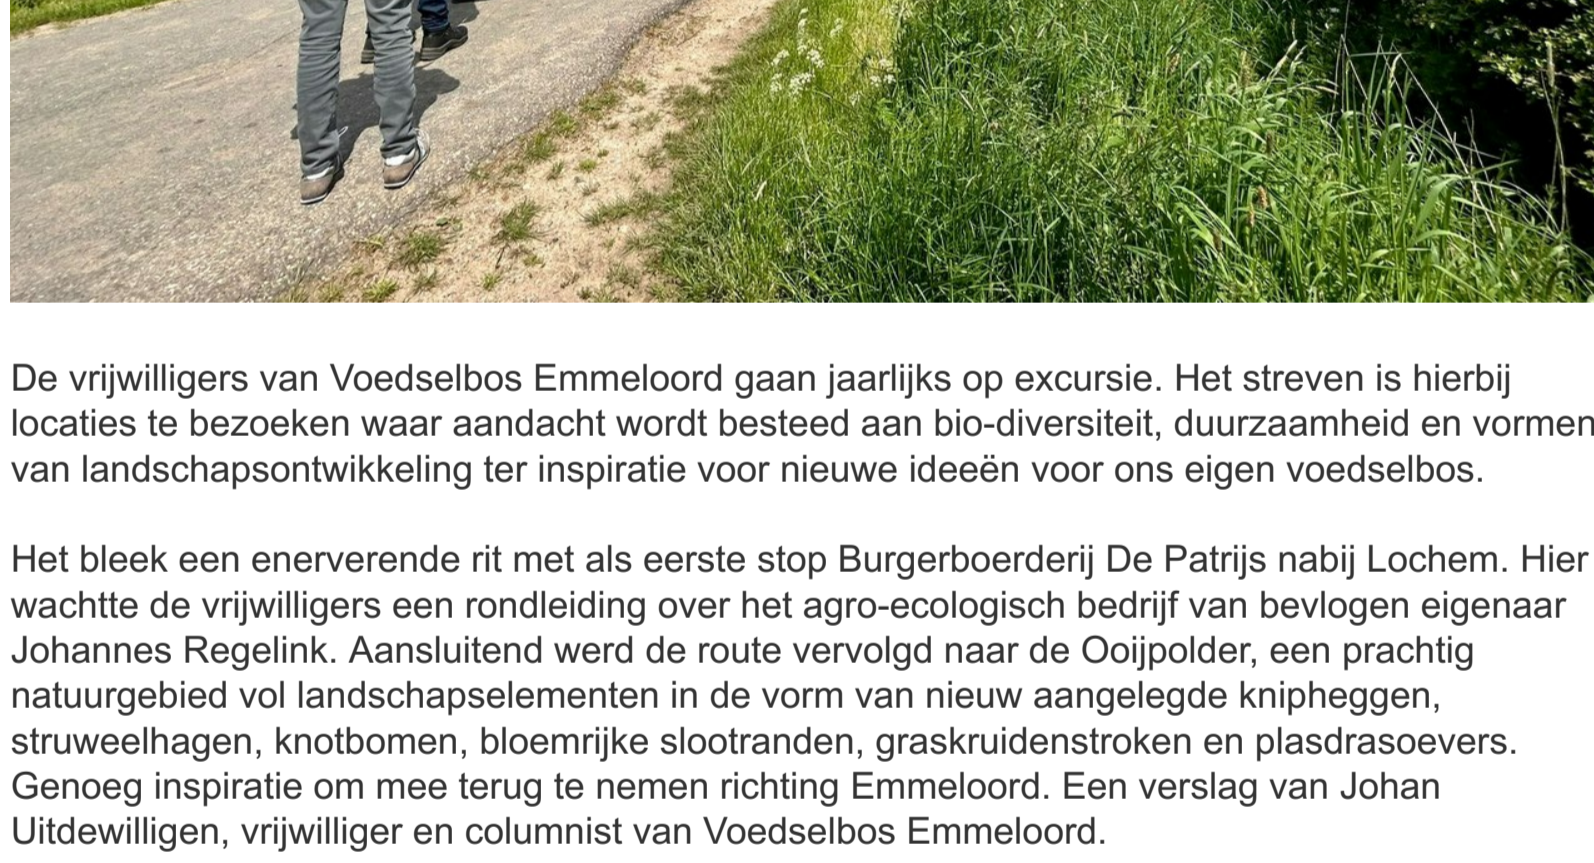 De vrijwilligers van Voedselbos Emmeloord gaan jaarlijks op excursie. Het streven is hierbij
locaties te bezoeken waar aandacht wordt besteed aan bio-diversiteit, duurzaamheid en vormen
van landschapsontwikkeling ter inspiratie voor nieuwe ideeën voor ons eigen voedselbos.
Het bleek een enerverende rit met als eerste stop Burgerboerderij De Patrijs nabij Lochem. Hier
wachtte de vrijwilligers een rondleiding over het agro-ecologisch bedrijf van bevlogen eigenaar
Johannes Regelink. Aansluitend werd de route vervolgd naar de Ooijpolder, een prachtig
natuurgebied vol landschapselementen in de vorm van nieuw aangelegde knipheggen,
struweelhagen, knotbomen, bloemrijke slootranden, graskruidenstroken en plasdrasoevers.
Genoeg inspiratie om mee terug te nemen richting Emmeloord. Een verslag van Johan
Uitdewilligen, vrijwilliger en columnist van Voedselbos Emmeloord.